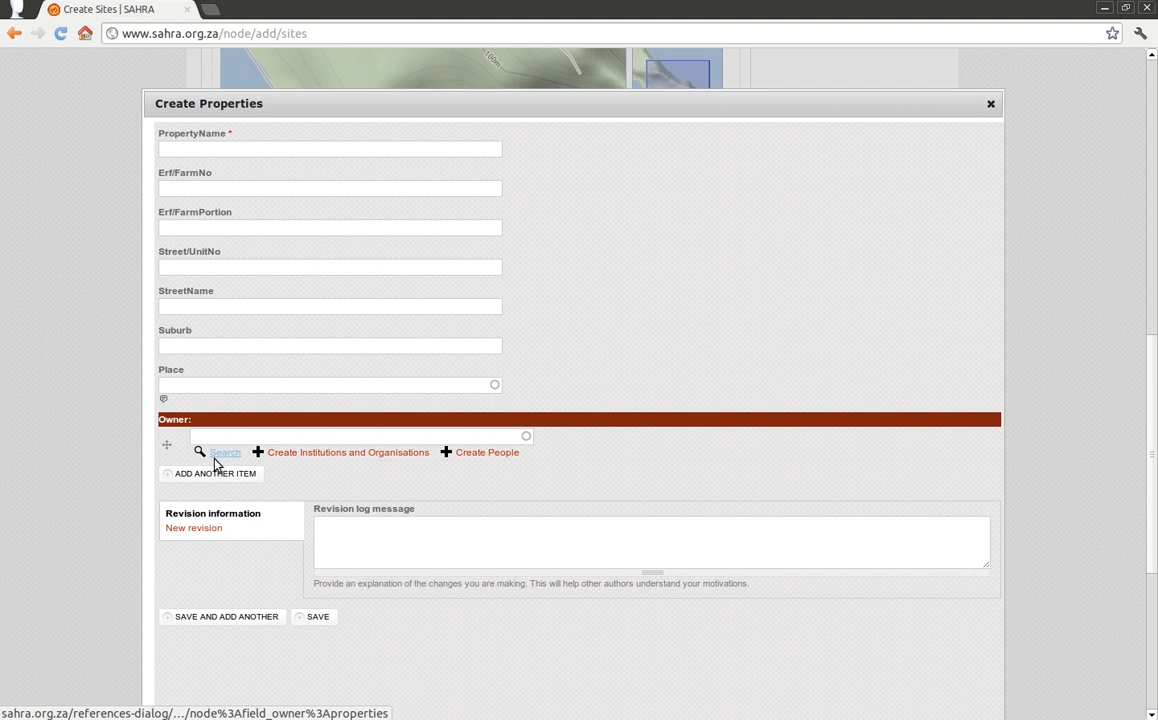 Create Sites | SAHRA
www.sahra.org.za/node/add/sites
100m
Create Properties
PropertyName *
Erf/FarmNo
Erf/FarmPortion
Street/UnitNo
StreetName
Suburb
Place
Owner:
Search Create Institutions and Organisations Create People
ADD ANOTHER ITEM
Revision information
New revision
Revision log message
Provide an explanation of the changes you are making. This will help other authors understand your motivations.
SAVE AND ADD ANOTHER SAVE
sahra.org.za/references-dialog/.../node%3Afield_owner%3Aproperties